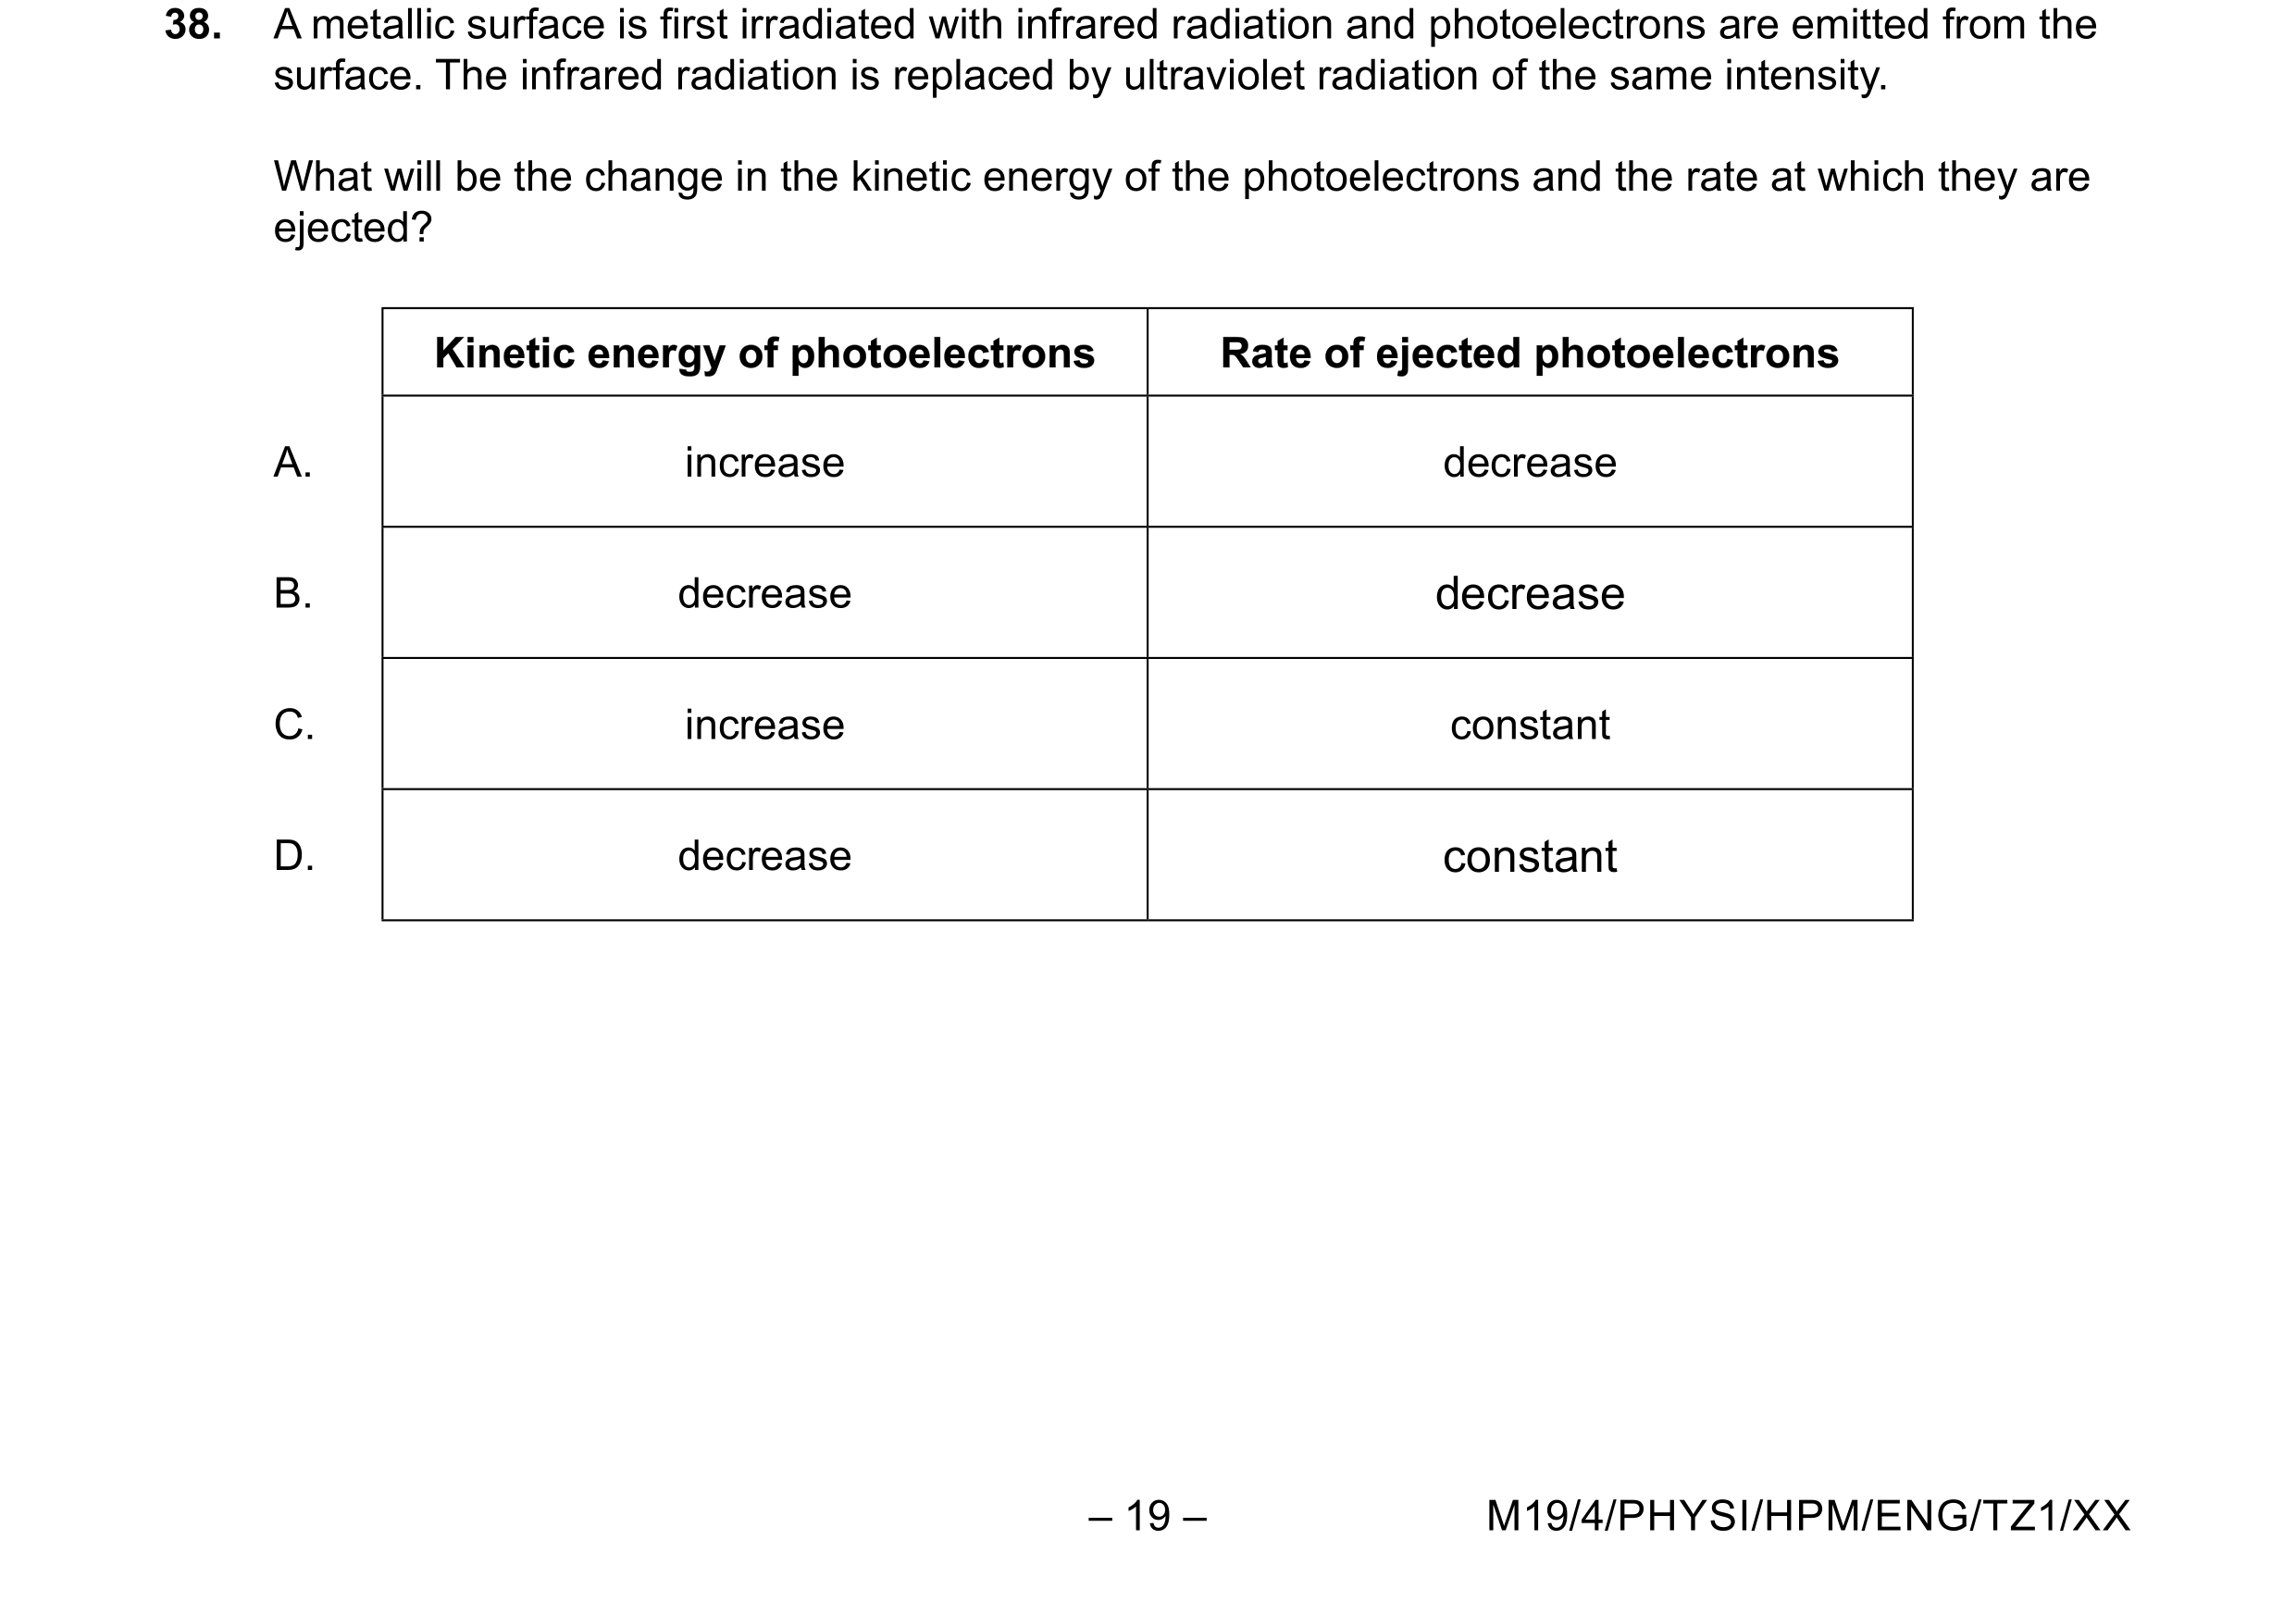 38. A metallic surface is first irradiated with infrared radiation and photoelectrons are emitted from the
surface. The infrared radiation is replaced by ultraviolet radiation of the same intensity.
What will be the change in the kinetic energy of the photoelectrons and the rate at which they are
ejected?
Kinetic energy of photoelectrons Rate of ejected photoelectrons
A. increase decrease
B. decrease decrease
C. increase constant
D. decrease constant
– 19 – M19/4/PHYSI/HPM/ENG/TZ1/XX